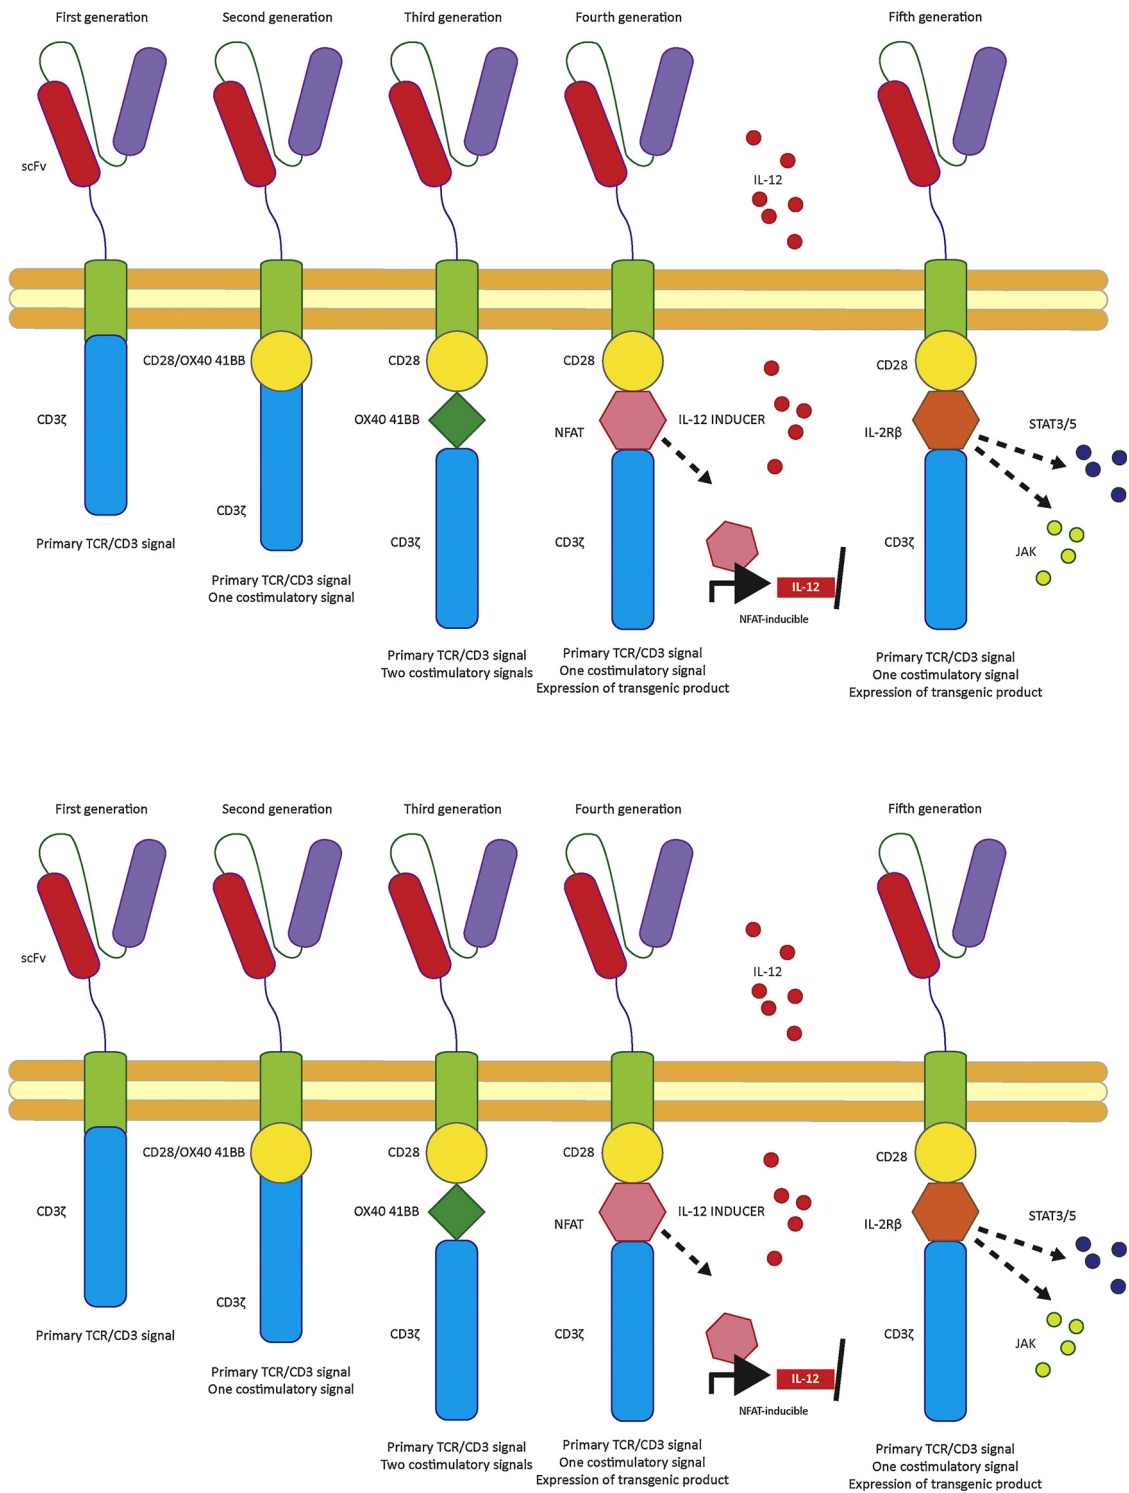 First generation
Second generation
Third generation
Fourth generation
Fifth generation
scFv
IL-12
CD28/OX40 41BB
CD28
CD28
CD28
CD3ζ
OX40 41BB
NFAT
IL-12 INDUCER
IL-2Rβ
STAT3/5
CD3ζ
CD3ζ
CD3ζ
CD3ζ
JAK
IL-12
NFAT-inducible
Primary TCR/CD3 signal
Primary TCR/CD3 signal
One costimulatory signal
Primary TCR/CD3 signal
Two costimulatory signals
Primary TCR/CD3 signal
One costimulatory signal
Expression of transgenic product
Primary TCR/CD3 signal
One costimulatory signal
Expression of transgenic product
First generation
Second generation
Third generation
Fourth generation
Fifth generation
scFv
IL-12
CD28/OX40 41BB
CD28
CD28
CD28
CD3ζ
OX40 41BB
NFAT
IL-12 INDUCER
IL-2Rβ
STAT3/5
CD3ζ
CD3ζ
CD3ζ
CD3ζ
JAK
IL-12
NFAT-inducible
Primary TCR/CD3 signal
Primary TCR/CD3 signal
One costimulatory signal
Primary TCR/CD3 signal
Two costimulatory signals
Primary TCR/CD3 signal
One costimulatory signal
Expression of transgenic product
Primary TCR/CD3 signal
One costimulatory signal
Expression of transgenic product